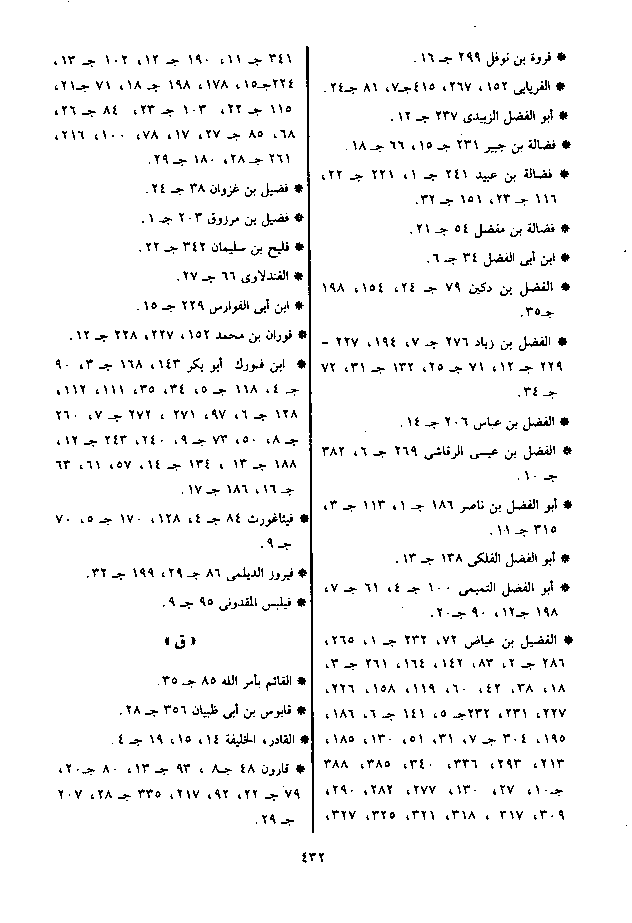 * فروة بن نوفل ٢٩٩ جـ ١٦.
* الفريابى ١٥٢، ٢٦٧، ٤١٥جـ٧، ٨١ جـ٢٤.
* أبو الفضل الزبيدى ٢٣٧ جـ ١٢.
* فضالة بن جبير ٢٣١ جـ ١٥، ٦٦ جـ١٨.
* فضالة بن عبيد ٢٤١ جـ ١، ٢٢١ جـ ٢٢،
١١٦ جـ ٢٣، ١٥١ جـ ٣٢.
* فضالة بن مفضل ٥٤ جـ ٢١.
* ابن أبى الفضل ٣٤ جـ ٦.
* الفضل بن دكين ٧٩ جـ ٢٤، ١٥٤، ١٩٨
جـ٣٥.
* الفضل بن زياد ٢٧٦ جـ ٧، ١٩٤، ٢٢٧ -
٢٢٩ جـ ١٢، ٧١ جـ ٢٥، ١٣٢ جـ ٣١، ٧٢
جـ ٣٤.
* الفضل بن عباس ٢٠٦ جـ ١٤.
* الفضل بن عيسى الرقاشى ٢٦٩ جـ ٦، ٣٨٢
جـ ١٠.
* أبو الفضل بن ناصر ١٨٦ جـ ١، ١١٣ جـ ٣،
٣١٥ جـ ١١.
* أبو الفضل الفلكى ١٣٨ جـ ١٣.
* أبو الفضل التميمى ١٠٠ جـ ٤، ٦١ جـ ٧،
١٩٨ جـ١٢، ٩٠ جـ٢٠.
* الفضيل بن عياض ٧٢، ٢٣٢ جـ ١، ٢٦٥،
٢٨٦ جـ ٢، ٨٣، ١٤٢، ١٦٤، ٢٦١ جـ ٣،
١٨، ٣٨، ٤٢، ٦٠، ١١٩، ١٥٨، ٢٢٦،
٢٢٧، ٢٣١، ٢٣٢جـ ٥، ١٤١ جـ ٦، ١٨٦،
١٩٥، ٣٠٤ جـ ٧، ٣١، ٥١، ١٣٠، ١٨٥،
٢١٣، ٢٩٣، ٣٣٦، ٣٤٠، ٣٨٥، ٣٨٨
جـ١٠، ٢٧، ١٣٠، ٢٧٧، ٢٨٢، ٢٩٠،
٣٠٩، ٣١٧، ٣١٨، ٣٢١، ٣٢٥، ٣٢٧،
٣٤١ جـ ١١، ١٩٠ جـ ١٢، ١٠٢ جـ ١٣،
٢٢٤جـ١٥، ١٧٨، ١٩٨ جـ ١٨، ٧١ جـ٢١،
١١٥ جـ ٢٢، ١٠٣ جـ ٢٣، ٨٤ جـ ٢٦،
٦٨، ٨٥ جـ ٢٧، ١٧، ٧٨، ١٠٠، ٢١٦،
٢٦١ جـ ٢٨، ١٨٠ جـ ٢٩.
* فضيل بن غزوان ٣٨ جـ ٢٤.
* فضيل بن مرزوق ٢٠٣ جـ ١.
* فليح بن سليمان ٣٤٢ جـ ٢٢.
* الفندلاوى ٦٦ جـ ٢٧.
* ابن أبى الفوارس ٢٢٩ جـ ١٥.
* فوران بن محمد ١٥٢، ٢٢٧، ٢٢٨ جـ ١٢.
* ابن فورك أبو بكر ١٤٣، ١٦٨ جـ ٣، ٩٠
جـ ٤، ١١٨ جـ ٥، ٣٤، ٣٥، ١١١، ١١٢،
١٢٨ جـ ٦، ٩٧، ٢٧١، ٢٧٢ جـ ٧، ٢٦٠
جـ ٨، ٥٠، ٧٣ جـ ٩، ٢٤٠، ٢٤٣ جـ ١٢،
١٨٨ جـ ١٣، ١٣٤ جـ ١٤، ٥٧، ٦١، ٦٣
جـ ١٦، ١٨٦ جـ ١٧.
* فيثاغورث ٨٤ جـ ٤، ١٢٨، ١٧٠ جـ ٥، ٧٠
جـ ٩.
* فيروز الديلمى ٨٦ جـ ٢٩، ١٩٩ جـ ٣٢.
* فيلبس المقدونى ٩٥ جـ ٩.
« ق »
* القائم بأمر الله ٨٥ جـ ٣٥.
* قابوس بن أبى ظبيان ٣٥٦ جـ ٢٨.
* القادر، الخليفة ١٤، ١٥، ١٩ جـ ٤.
* قارون ٤٨ جـ٨، ٩٣ جـ ١٣، ٨٠ جـ٢٠،
٧٩ جـ ٢٢، ٩٢، ٢١٧، ٣٣٥ جـ ٢٨، ٢٠٧
جـ ٢٩.
٤٣٢